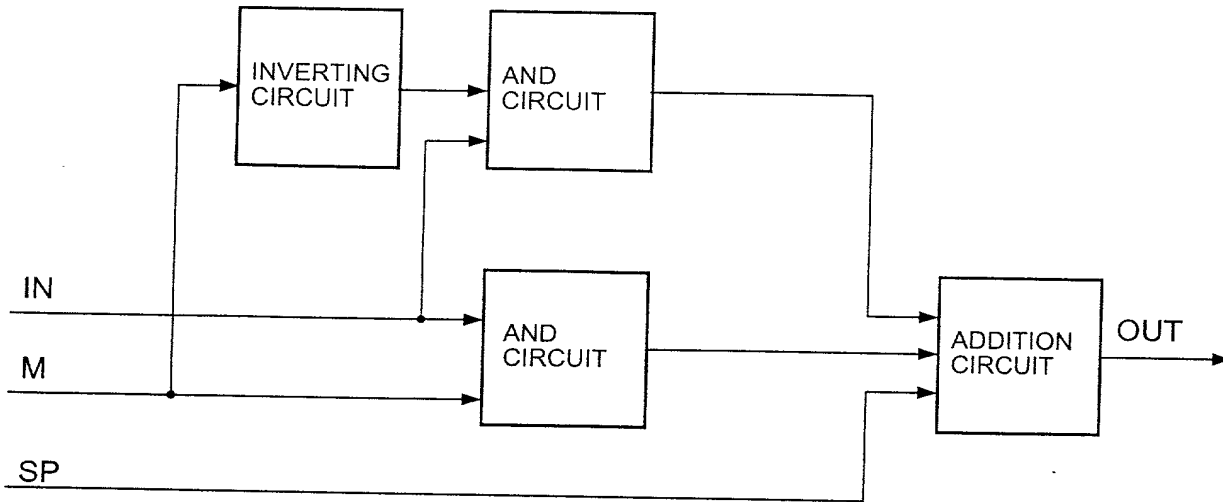 INVERTING
CIRCUIT
AND
CIRCUIT
IN
AND
CIRCUIT
M
ADDITION
CIRCUIT
OUT
SP